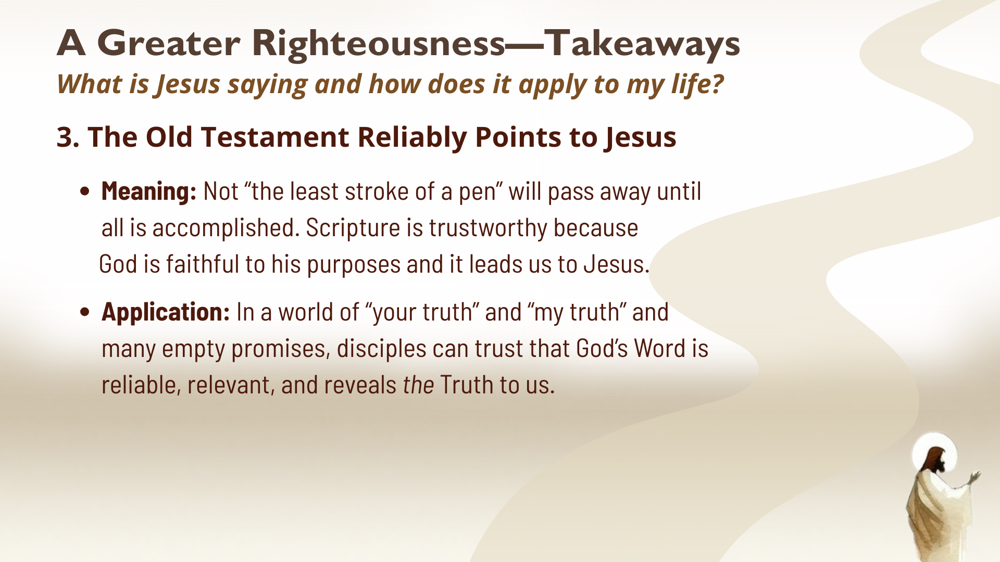 A Greater Righteousness—Takeaways
What is Jesus saying and how does it apply to my life?
3. The Old Testament Reliably Points to Jesus
• Meaning: Not “the least stroke of a pen” will pass away until
all is accomplished. Scripture is trustworthy because
God is faithful to his purposes and it leads us to Jesus.
• Application: In a world of “your truth” and “my truth” and
many empty promises, disciples can trust that God’s Word is
reliable, relevant, and reveals the Truth to us.